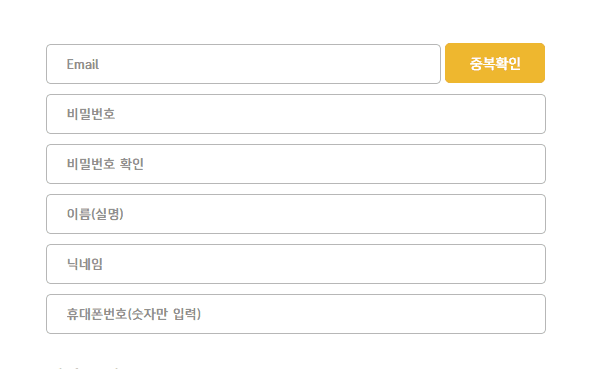 Email 중복확인
비밀번호
비밀번호 확인
이름(실명)
닉네임
휴대폰번호(숫자만 입력)